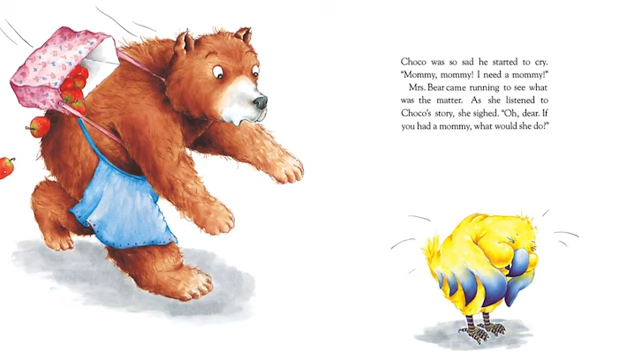 Choco was so sad he started to cry.
“Mommy, mommy! I need a mommy!”
Mrs. Bear came running to see what
was the matter. As she listened to
Choco’s story, she sighed. “Oh, dear. If
you had a mommy, what would she do?”